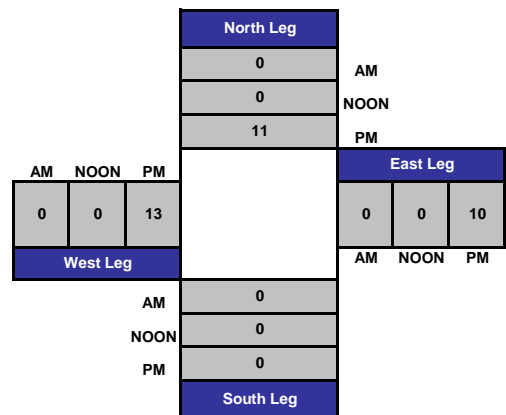 North Leg
0
AM
0
NOON
11
PM
East Leg
AM NOON PM
0 0 13
0 0 10
West Leg
AM NOON PM
AM
0
NOON
0
PM
0
South Leg